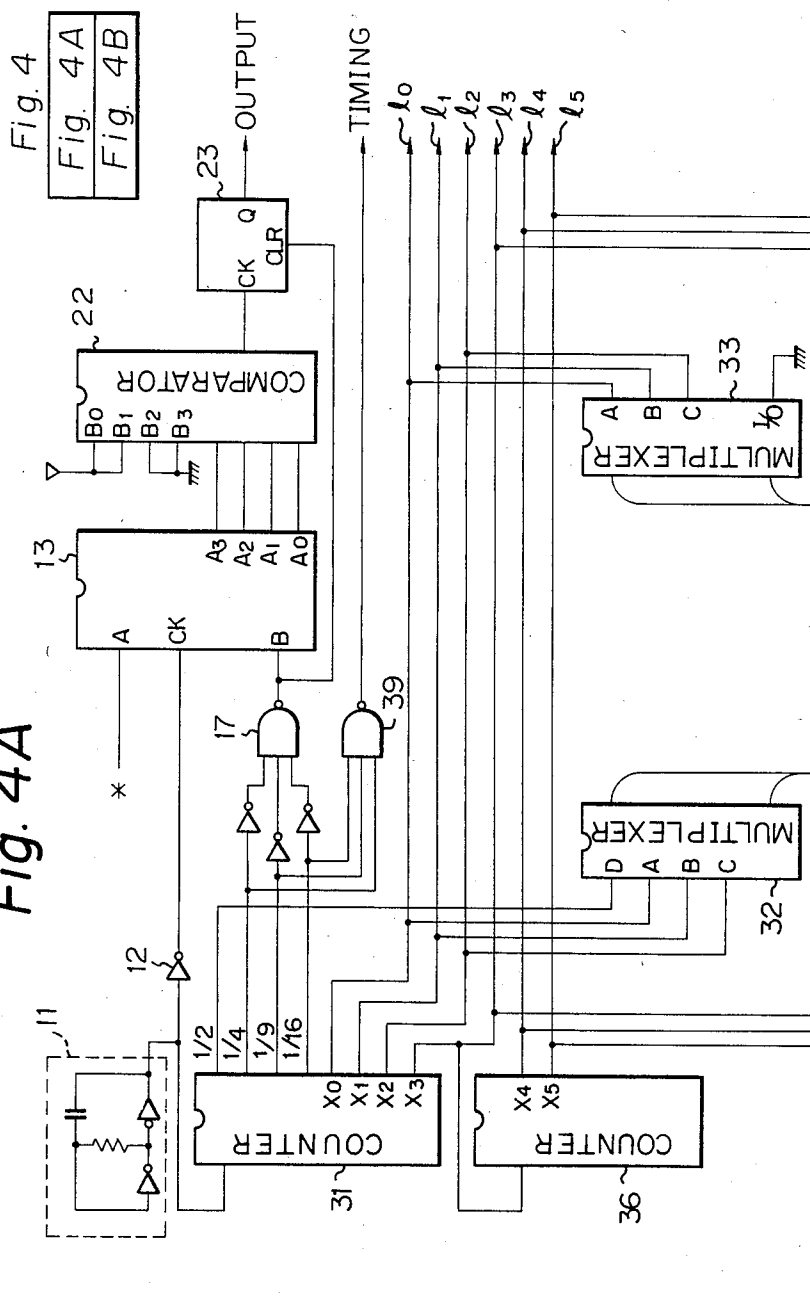 Fig. 4A
Fig. 4
Fig. 4A
Fig. 4B
11
12
*
A
CK
B
13
A3
A2
A1
A0
B0
B1
B2
B3
COMPARATOR
22
CK
Q
CLR
23
OUTPUT
17
39
TIMING
1/2
1/4
1/9
1/16
X0
X1
X2
X3
COUNTER
31
ℓ0
ℓ1
ℓ2
ℓ3
ℓ4
ℓ5
X4
X5
COUNTER
36
D
A
B
C
MULTIPLEXER
32
MULTIPLEXER
A
B
C
I/O
33